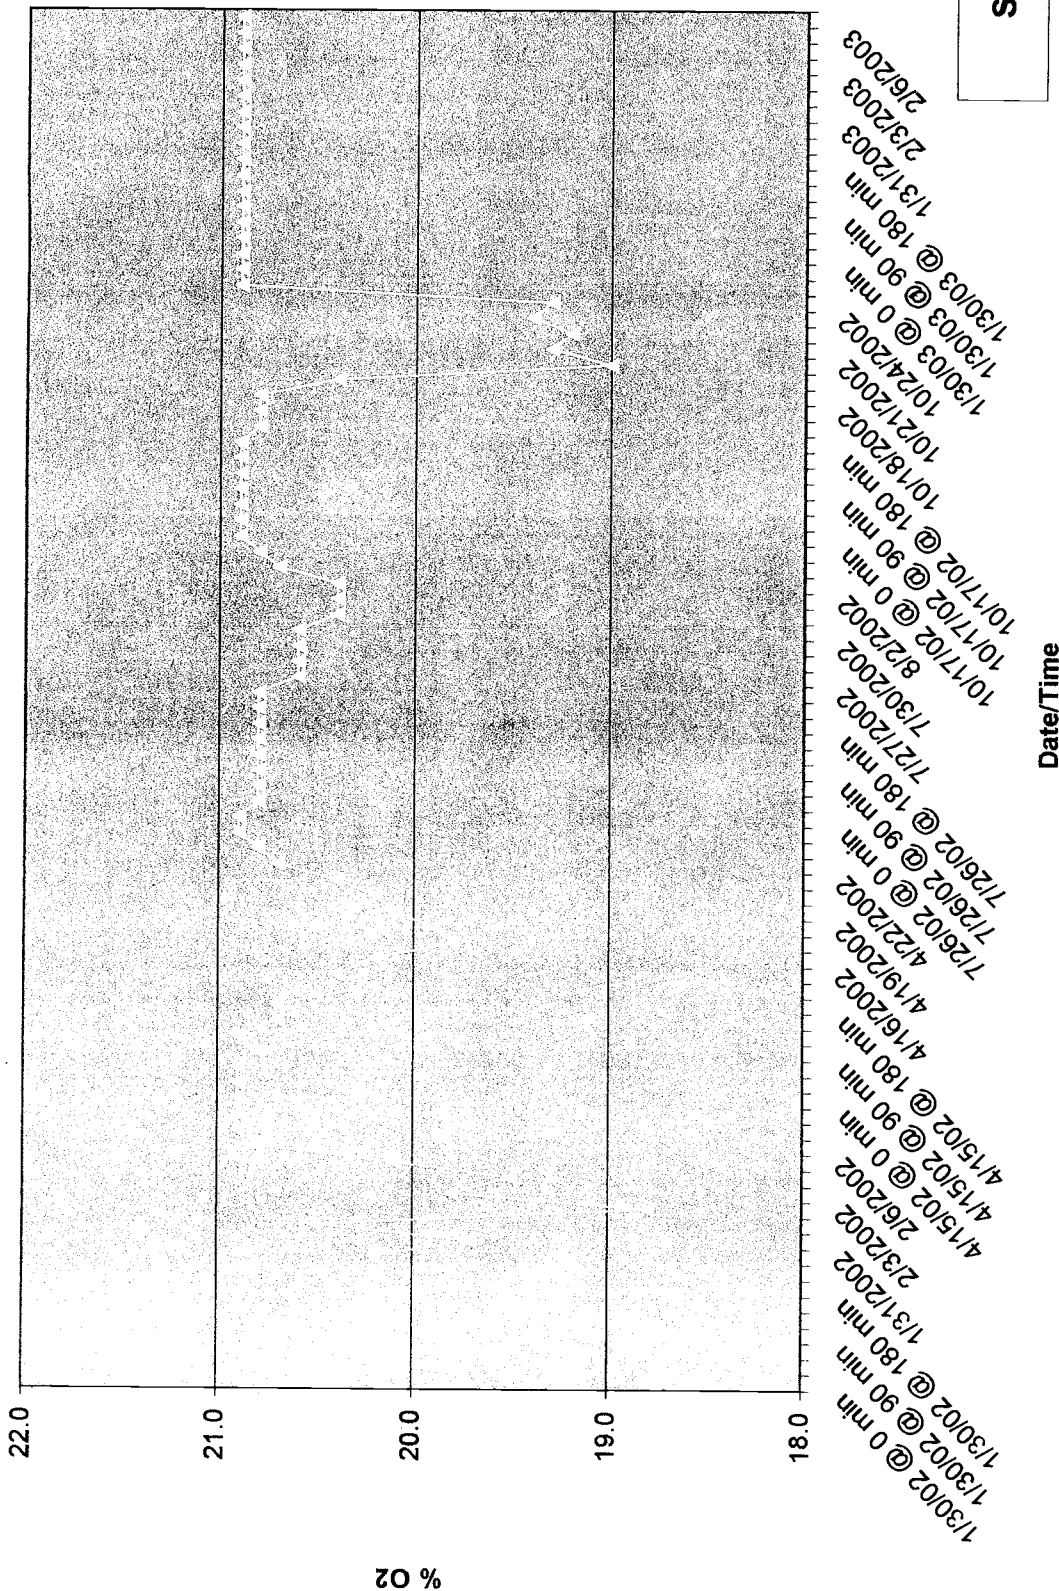 % O2
22.0
21.0
20.0
19.0
18.0
1/30/02 @ 0 min
1/30/02 @ 90 min
1/30/02 @ 180 min
1/31/2002
2/3/2002
2/6/2002
4/15/02 @ 0 min
4/15/02 @ 90 min
4/15/02 @ 180 min
4/16/2002
4/19/2002
4/22/2002
7/26/02 @ 0 min
7/26/02 @ 90 min
7/26/02 @ 180 min
7/27/2002
7/30/2002
8/2/2002
10/17/02 @ 0 min
10/17/02 @ 90 min
10/17/02 @ 180 min
10/18/2002
10/21/2002
10/24/2002
1/30/03 @ 0 min
1/30/03 @ 90 min
1/30/03 @ 180 min
1/31/2003
2/3/2003
2/6/2003
Date/Time
S